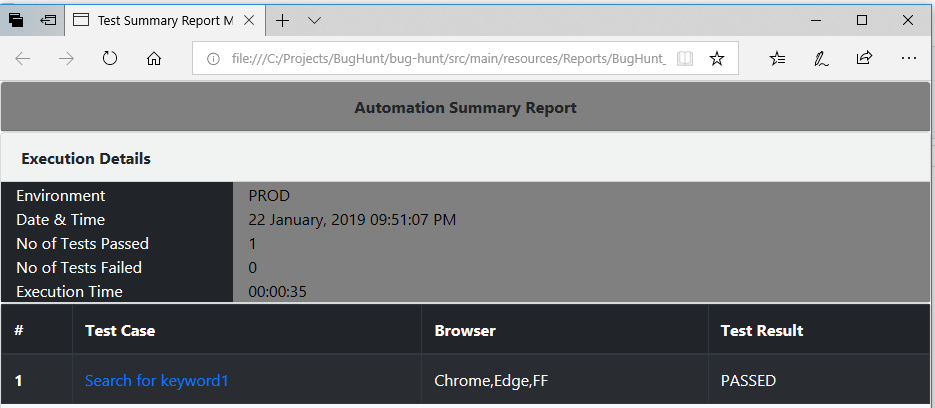 Test Summary Report M
file:///C:/Projects/BugHunt/bug-hunt/src/main/resources/Reports/BugHunt_
Automation Summary Report
Execution Details
Environment PROD
Date & Time 22 January, 2019 09:51:07 PM
No of Tests Passed 1
No of Tests Failed 0
Execution Time 00:00:35
# Test Case Browser Test Result
1 Search for keyword1 Chrome,Edge,FF PASSED